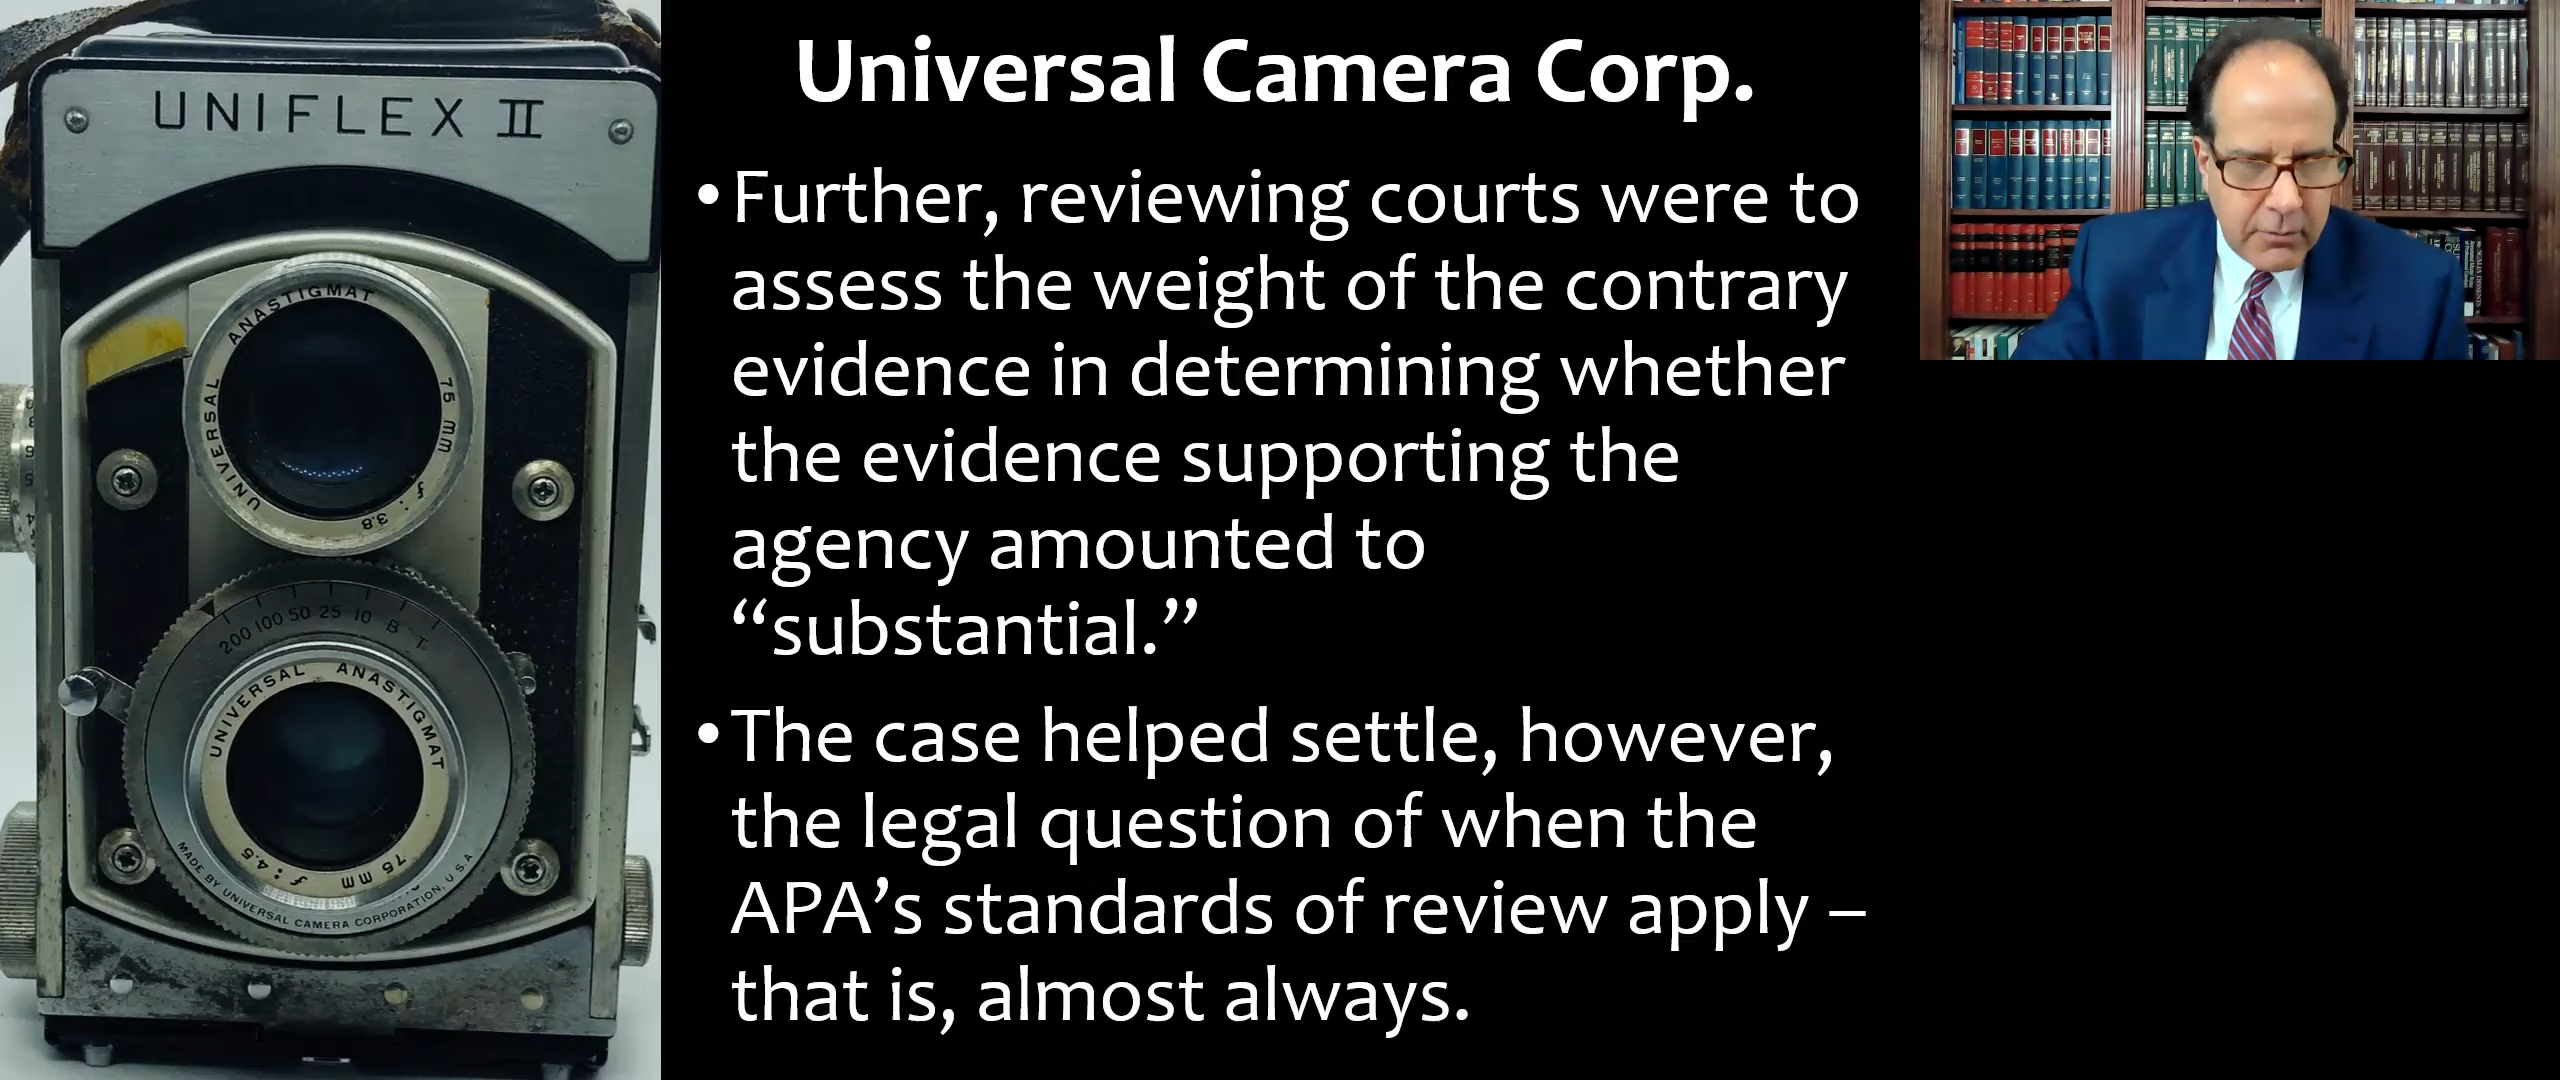 UNIFLEX II
UNIVERSAL ANASTIGMAT 75 mm f: 3.8
200 100 50 25 10 B T
UNIVERSAL ANASTIGMAT 75 mm f: 4.5
MADE BY UNIVERSAL CAMERA CORPORATION, U.S.A
Universal Camera Corp.
• Further, reviewing courts were to
assess the weight of the contrary
evidence in determining whether
the evidence supporting the
agency amounted to
“substantial.”
• The case helped settle, however,
the legal question of when the
APA’s standards of review apply –
that is, almost always.
SCALIA DISSENTS